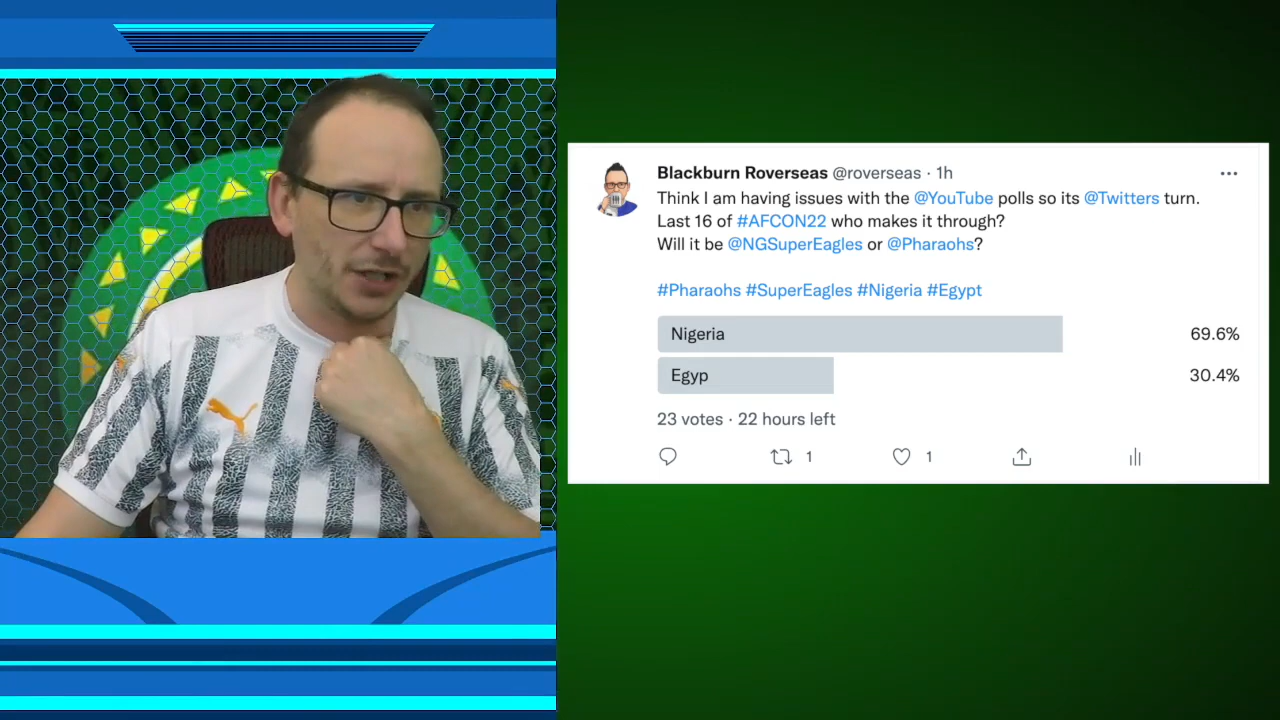 Blackburn Roverseas @roverseas · 1h
Think I am having issues with the @YouTube polls so its @Twitters turn.
Last 16 of #AFCON22 who makes it through?
Will it be @NGSuperEagles or @Pharaohs?
#Pharaohs #SuperEagles #Nigeria #Egypt
Nigeria 69.6%
Egyp 30.4%
23 votes · 22 hours left
1 1